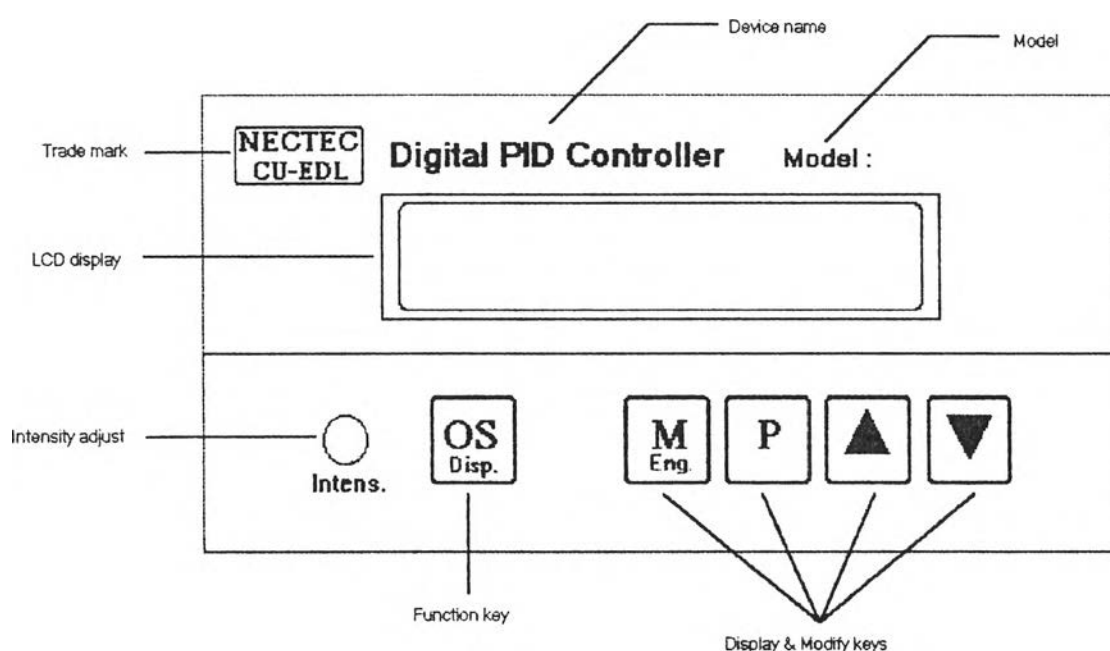 Device name
Model
Trade mark
NECTEC
CU-EDL
Digital PID Controller
Model :
LCD display
Intensity adjust
Intens.
OS
Disp.
M
Eng.
P
Function key
Display & Modify keys